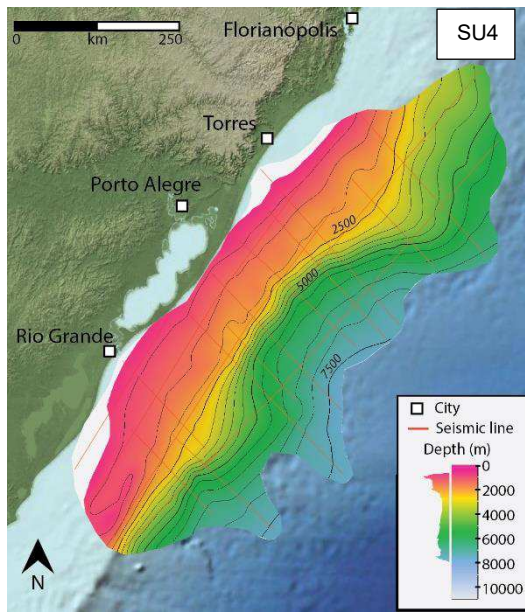 0 km 250
Florianópolis
SU4
Torres
Porto Alegre
2500
5000
Rio Grande
7500
City
Seismic line
Depth (m)
0
2000
4000
6000
8000
10000
N